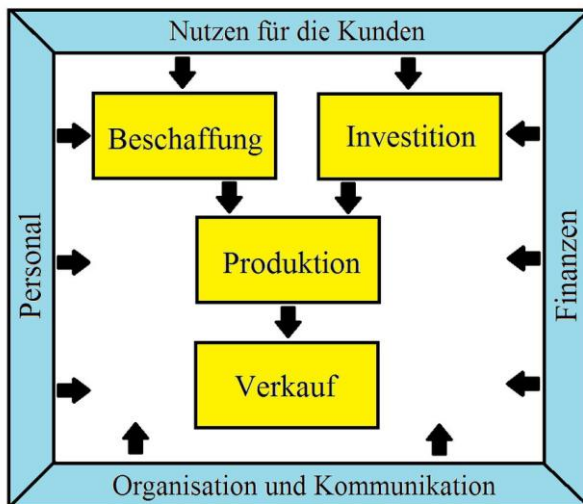 Nutzen für die Kunden
Beschaffung
Investition
Personal
Produktion
Finanzen
Verkauf
Organisation und Kommunikation